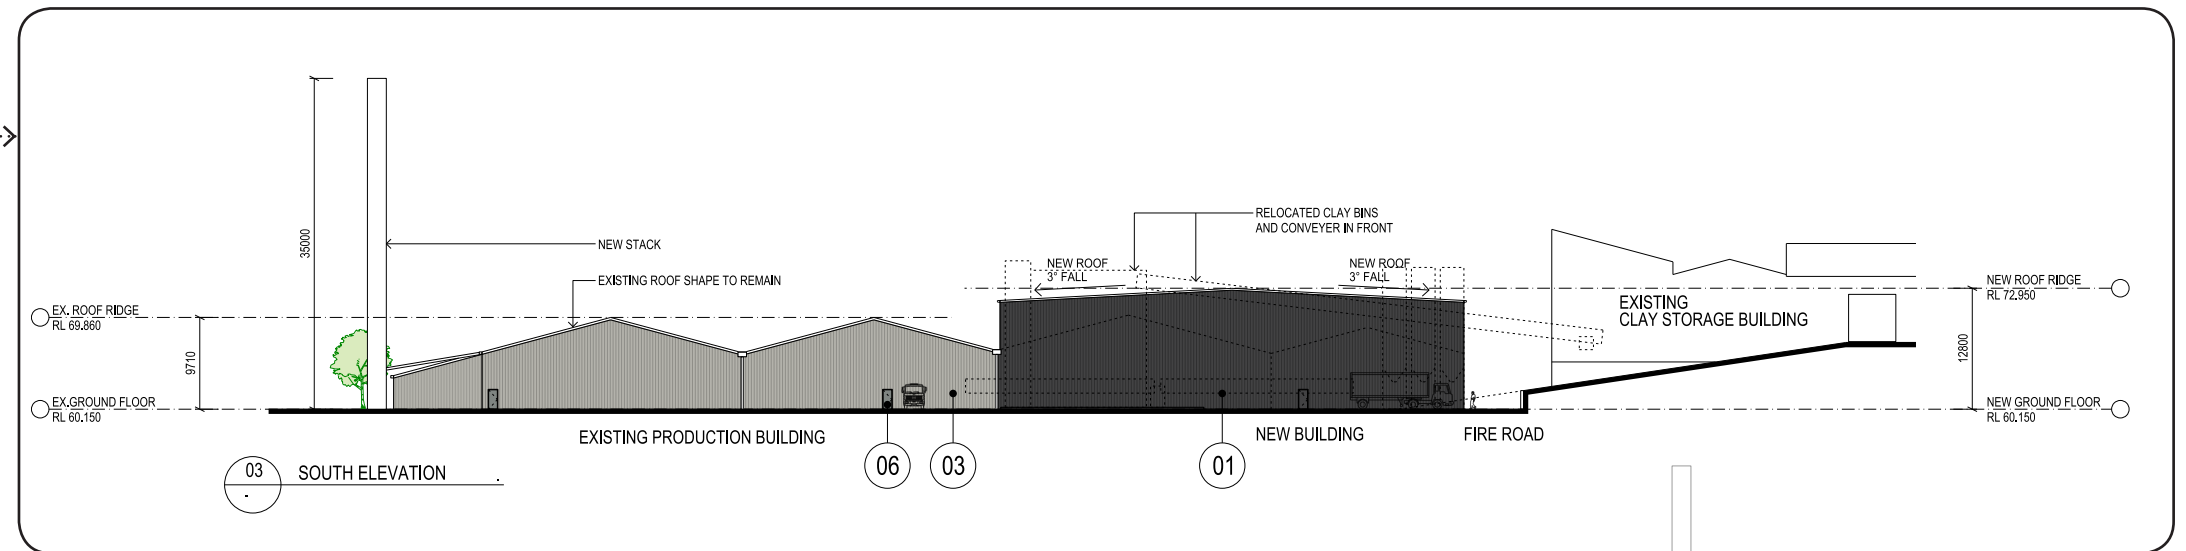 35000
NEW STACK
EXISTING ROOF SHAPE TO REMAIN
RELOCATED CLAY BINS
AND CONVEYER IN FRONT
NEW ROOF
3° FALL
NEW ROOF
3° FALL
EXISTING
CLAY STORAGE BUILDING
NEW ROOF RIDGE
RL 72.950
EX. ROOF RIDGE
RL 69.860
9710
12800
EX.GROUND FLOOR
RL 60.150
NEW GROUND FLOOR
RL 60.150
EXISTING PRODUCTION BUILDING
NEW BUILDING
FIRE ROAD
06
03
01
03
SOUTH ELEVATION